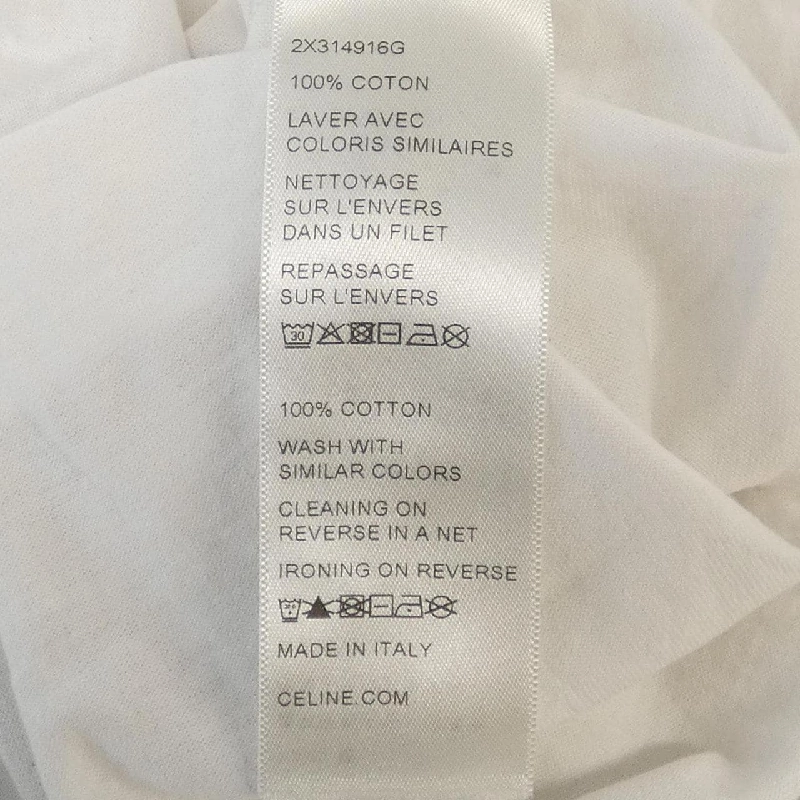 2X314916G
100% COTON
LAVER AVEC
COLORIS SIMILAIRES
NETTOYAGE
SUR L'ENVERS
DANS UN FILET
REPASSAGE
SUR L'ENVERS
30
100% COTTON
WASH WITH
SIMILAR COLORS
CLEANING ON
REVERSE IN A NET
IRONING ON REVERSE
MADE IN ITALY
CELINE.COM